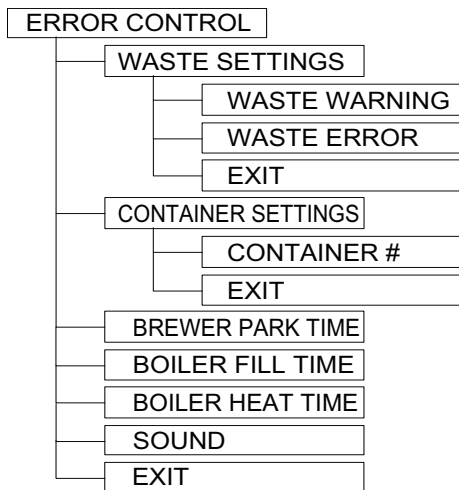 ERROR CONTROL
WASTE SETTINGS
WASTE WARNING
WASTE ERROR
EXIT
CONTAINER SETTINGS
CONTAINER #
EXIT
BREWER PARK TIME
BOILER FILL TIME
BOILER HEAT TIME
SOUND
EXIT